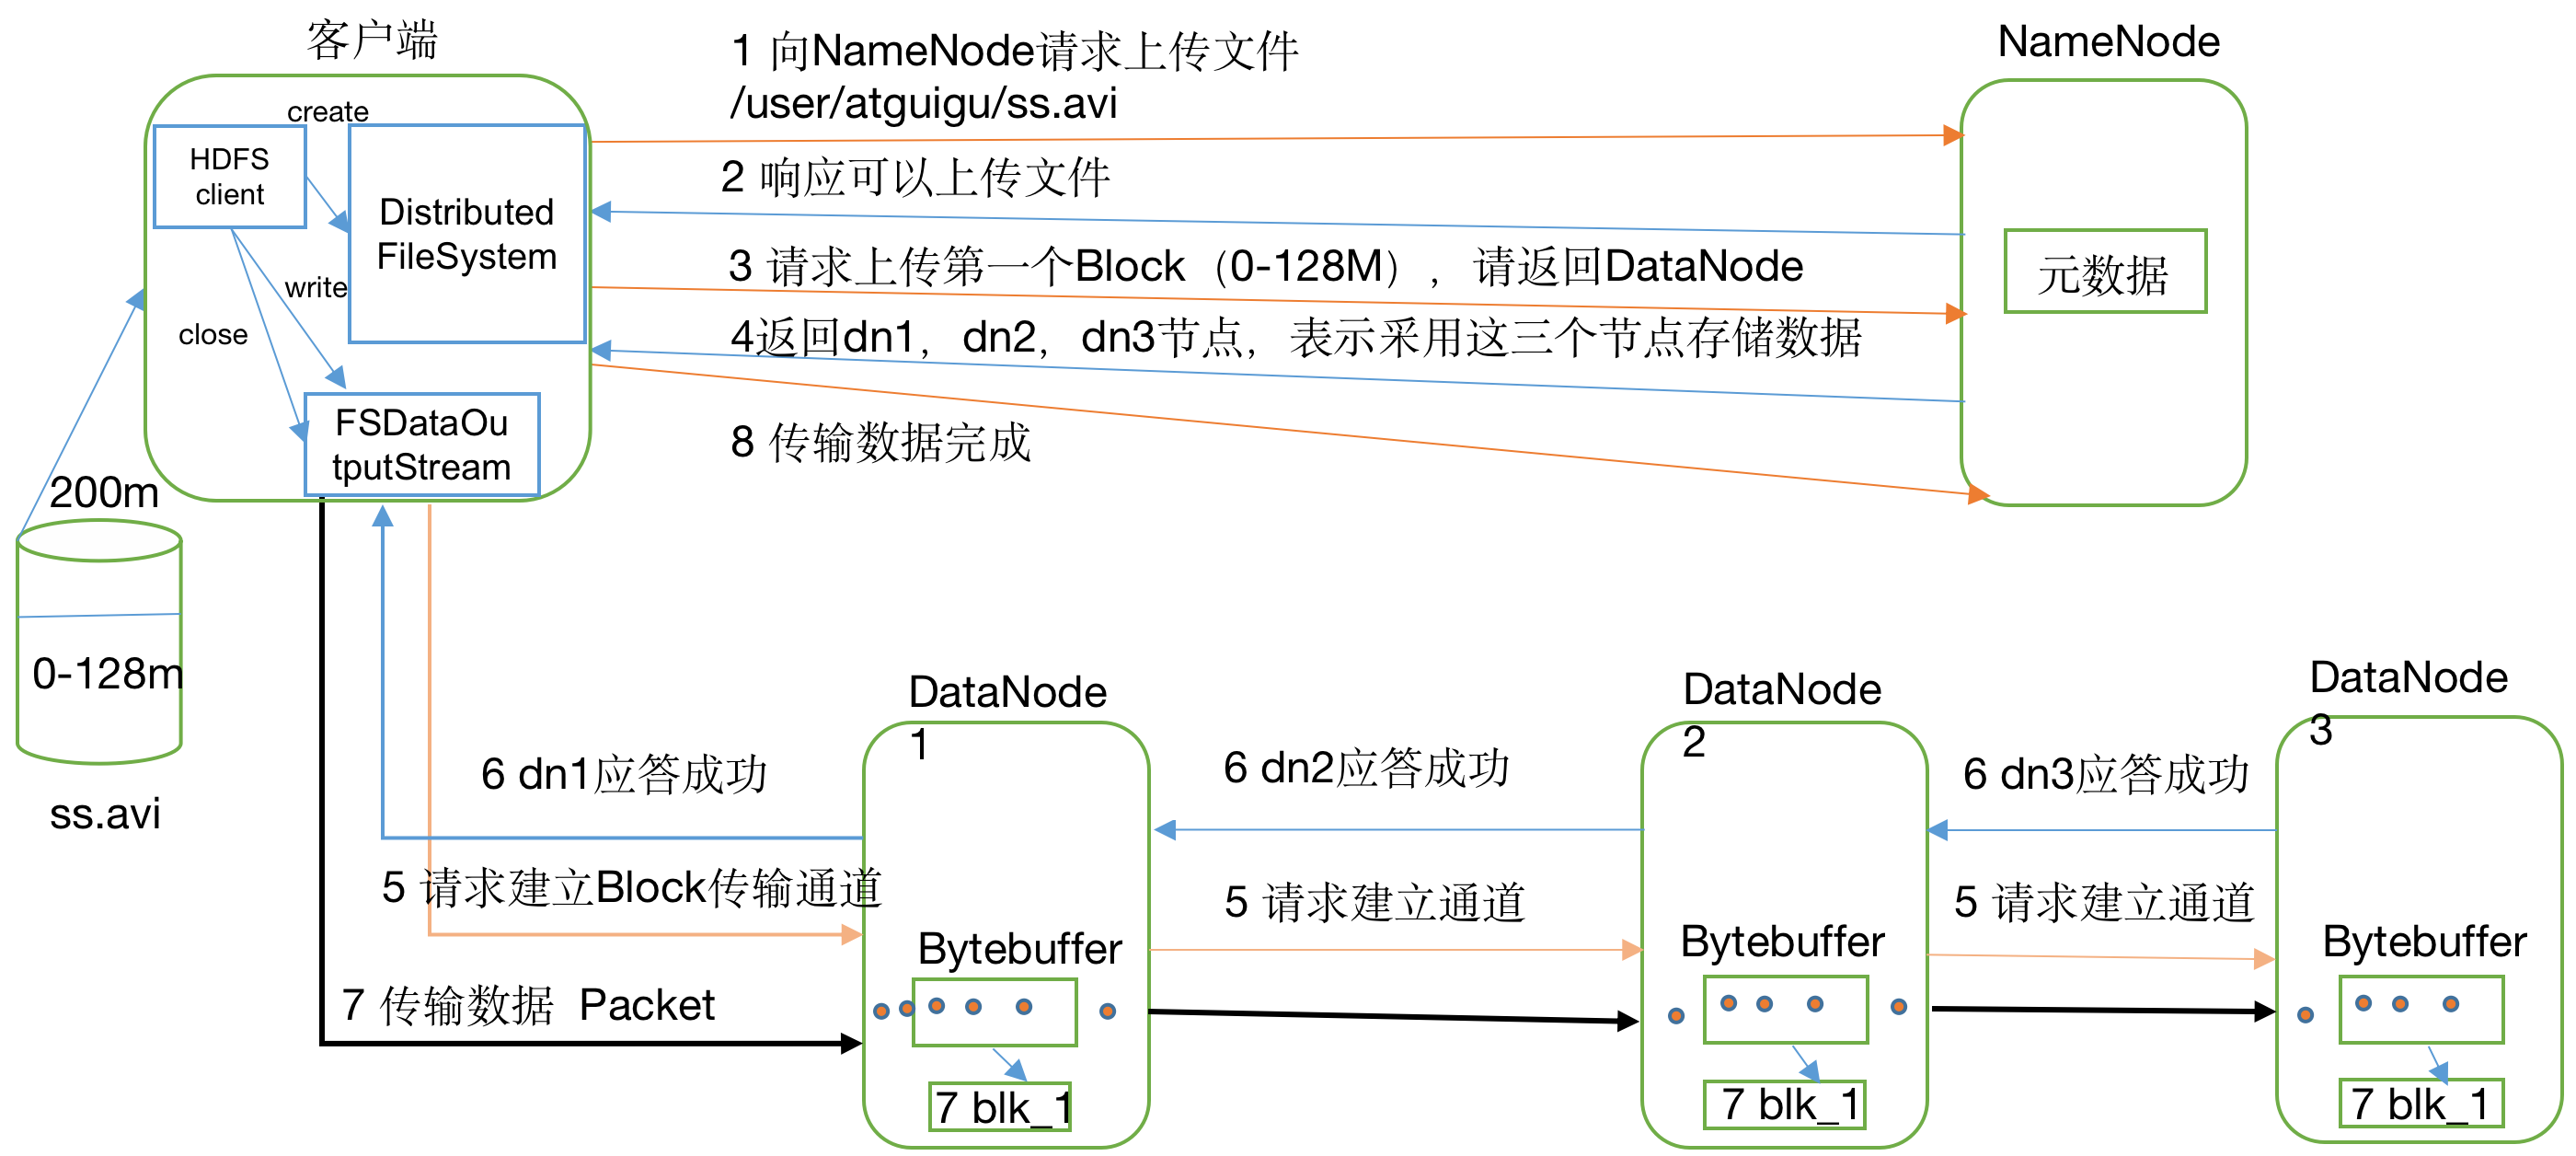 客户端
NameNode
1 向NameNode请求上传文件
/user/atguigu/ss.avi
create
HDFS
client
Distributed
FileSystem
2 响应可以上传文件
3 请求上传第一个Block（0-128M），请返回DataNode
元数据
write
close
4返回dn1，dn2，dn3节点，表示采用这三个节点存储数据
FSDataOu
tputStream
8 传输数据完成
200m
0-128m
ss.avi
DataNode
1
DataNode
2
DataNode
3
6 dn1应答成功
6 dn2应答成功
6 dn3应答成功
5 请求建立Block传输通道
5 请求建立通道
5 请求建立通道
Bytebuffer
Bytebuffer
Bytebuffer
7 传输数据 Packet
7 blk_1
7 blk_1
7 blk_1